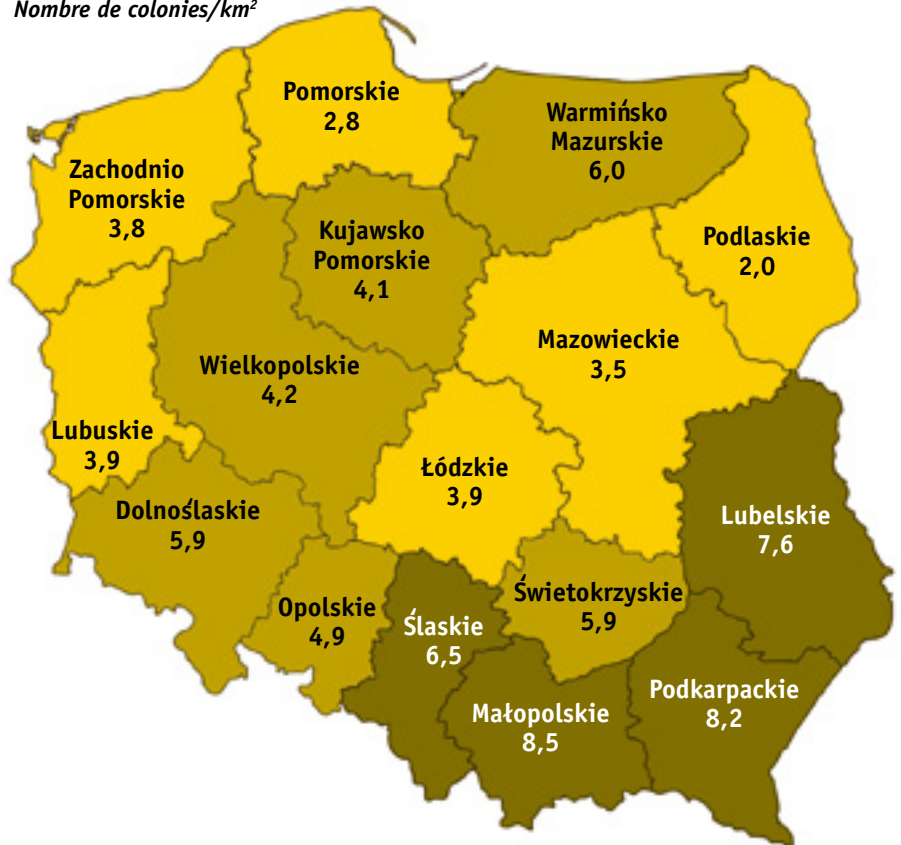 Nombre de colonies/km²
Pomorskie
2,8
Warmińsko
Mazurskie
6,0
Zachodnio
Pomorskie
3,8
Kujawsko
Pomorskie
4,1
Podlaskie
2,0
Mazowieckie
3,5
Wielkopolskie
4,2
Lubuskie
3,9
Łódzkie
3,9
Dolnoślaskie
5,9
Lubelskie
7,6
Opolskie
4,9
Ślaskie
6,5
Świetokrzyskie
5,9
Małopolskie
8,5
Podkarpackie
8,2